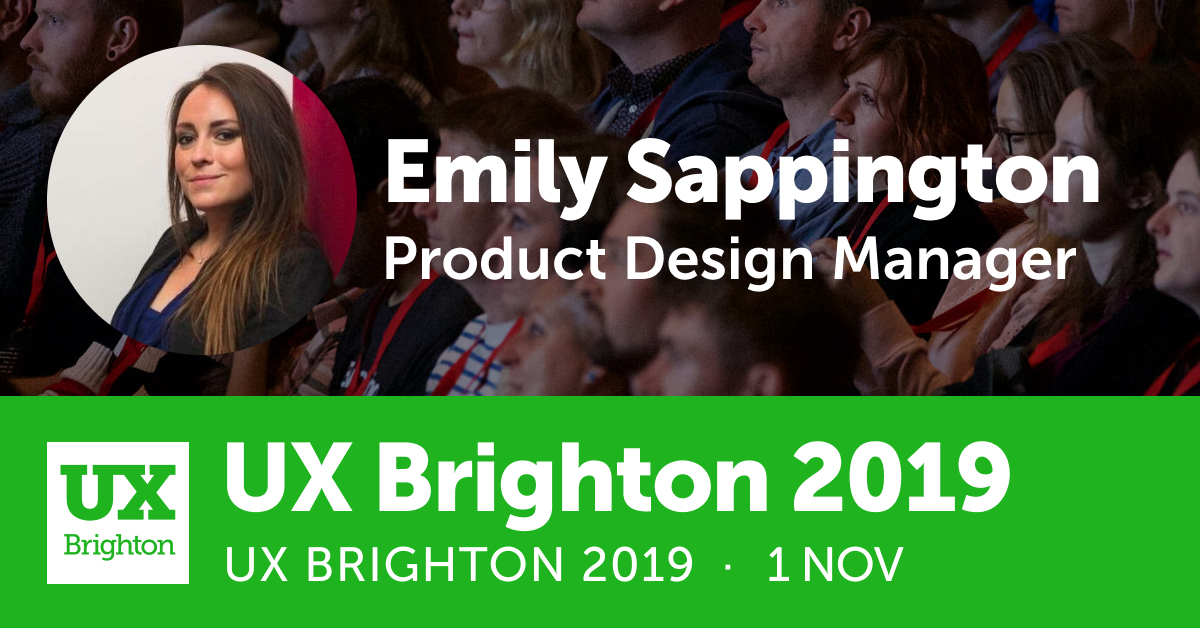 Emily Sappington
Product Design Manager
UX
Brighton
UX Brighton 2019
UX BRIGHTON 2019 · 1 NOV